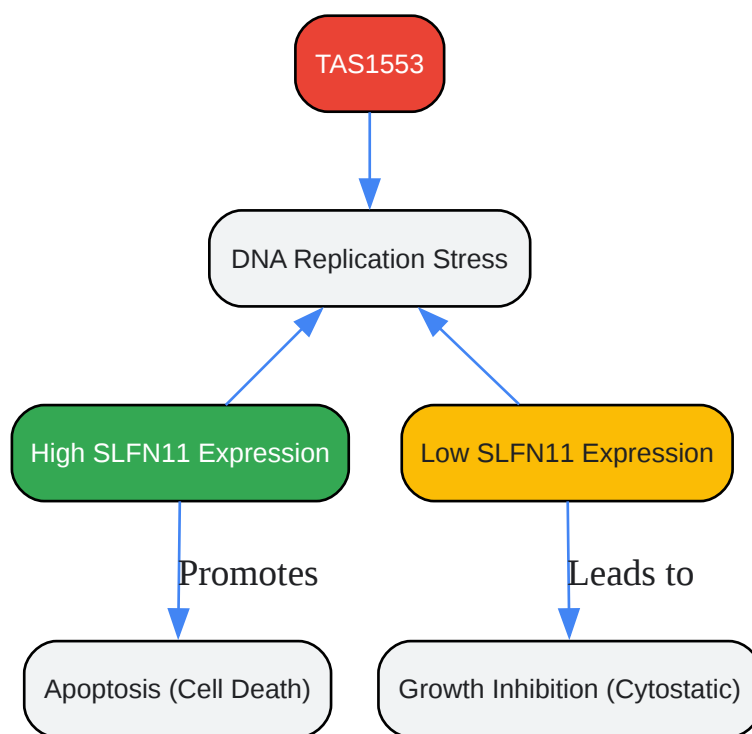 TAS1553
DNA Replication Stress
High SLFN11 Expression
Low SLFN11 Expression
Promotes
Leads to
Apoptosis (Cell Death)
Growth Inhibition (Cytostatic)